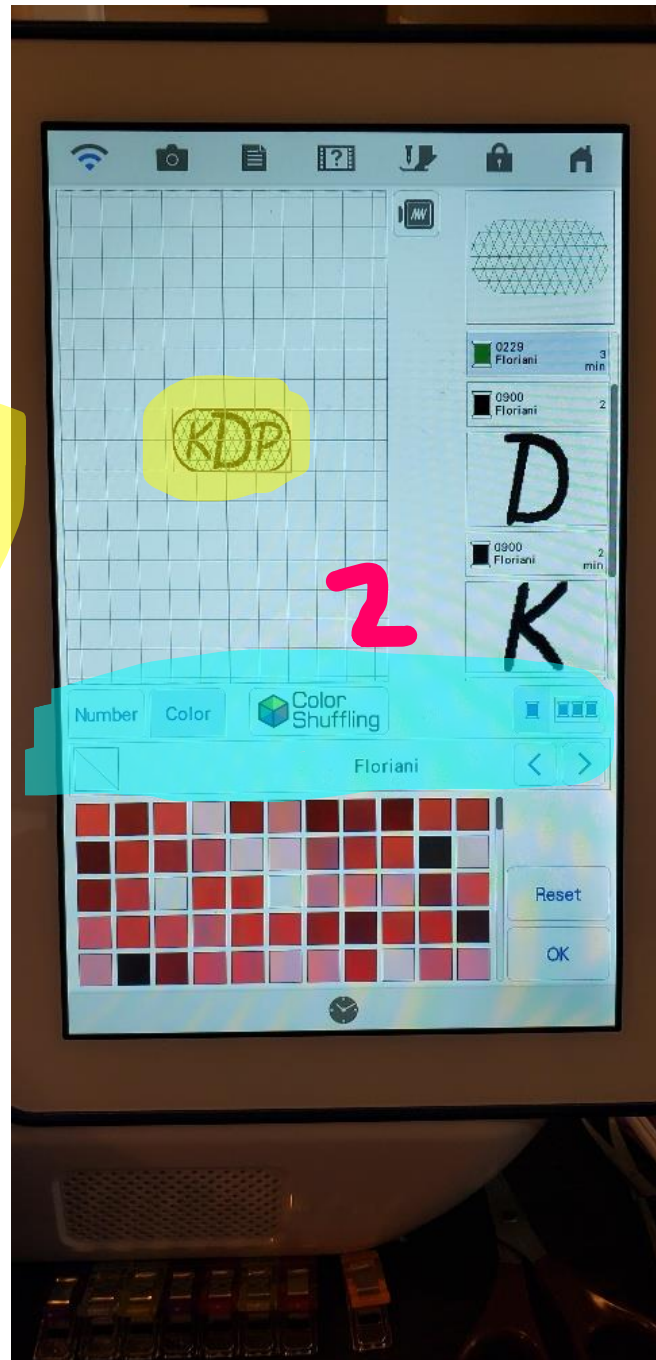 ?
KDP
0229
Floriani
3
min
0900
Floriani
2
D
0900
Floriani
2
min
K
2
Number Color Color Shuffling
Floriani < >
Reset
OK